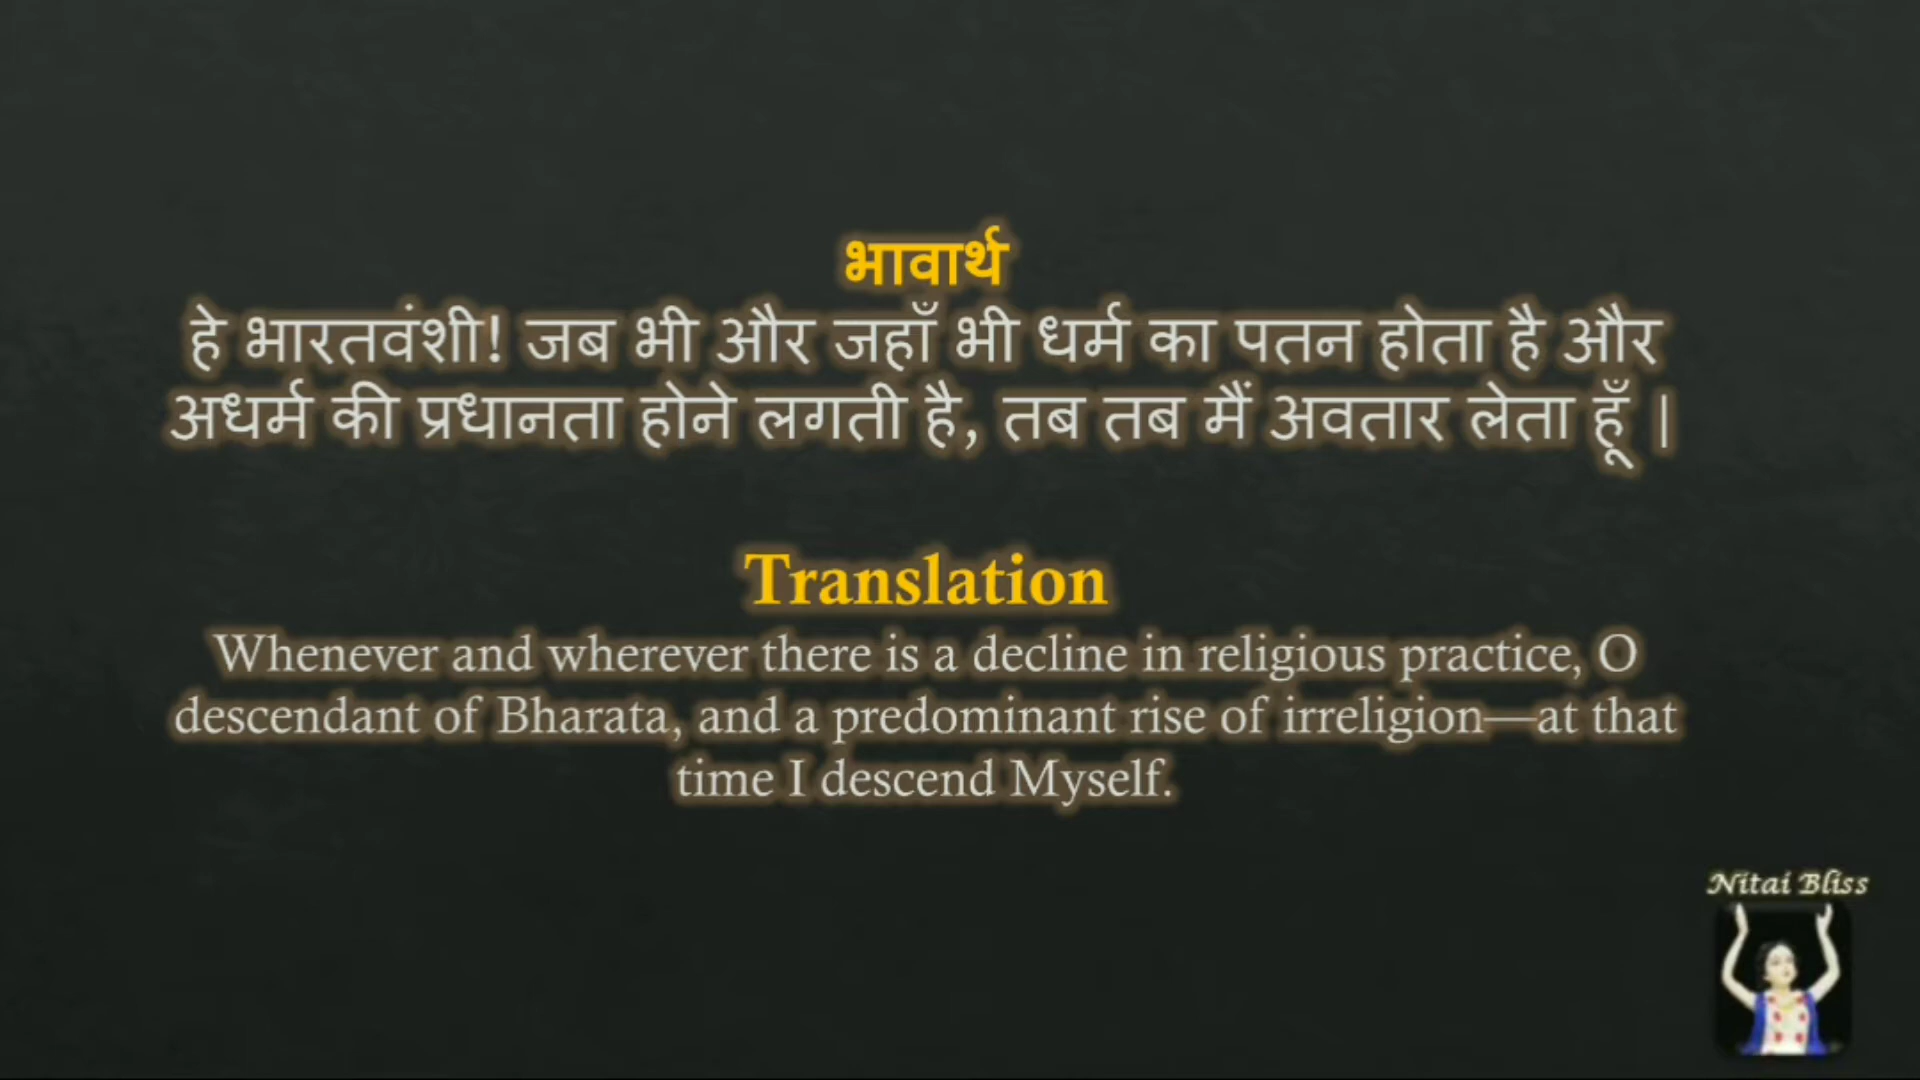 भावार्थ
हे भारतवंशी! जब भी और जहाँ भी धर्म का पतन होता है और
अधर्म की प्रधानता होने लगती है, तब तब मैं अवतार लेता हूँ |
Translation
Whenever and wherever there is a decline in religious practice, O
descendant of Bharata, and a predominant rise of irreligion—at that
time I descend Myself.
Nitai Bliss